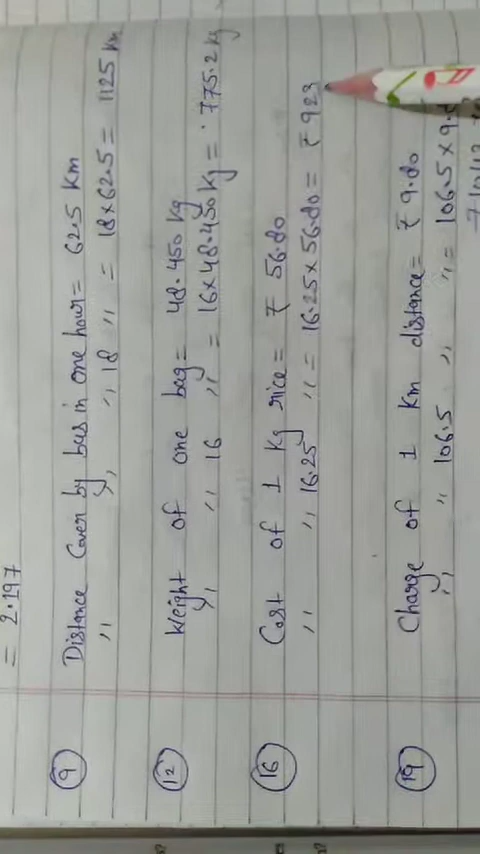 = 2.197
9 Distance Cover by bus in one hour = 62.5 Km
" " " 18 " = 18×62.5 = 1125 Km
12 Weight of one beg = 48.450 kg
" " 16 " = 16×48.450 kg = 775.2 kg
16 Cost of 1 kg rice = ₹ 56.80
" " 16.25 " = 16.25×56.80 = ₹ 923
19 Charge of 1 Km distance = ₹ 9.80
" " 106.5 " " = 106.5×9.